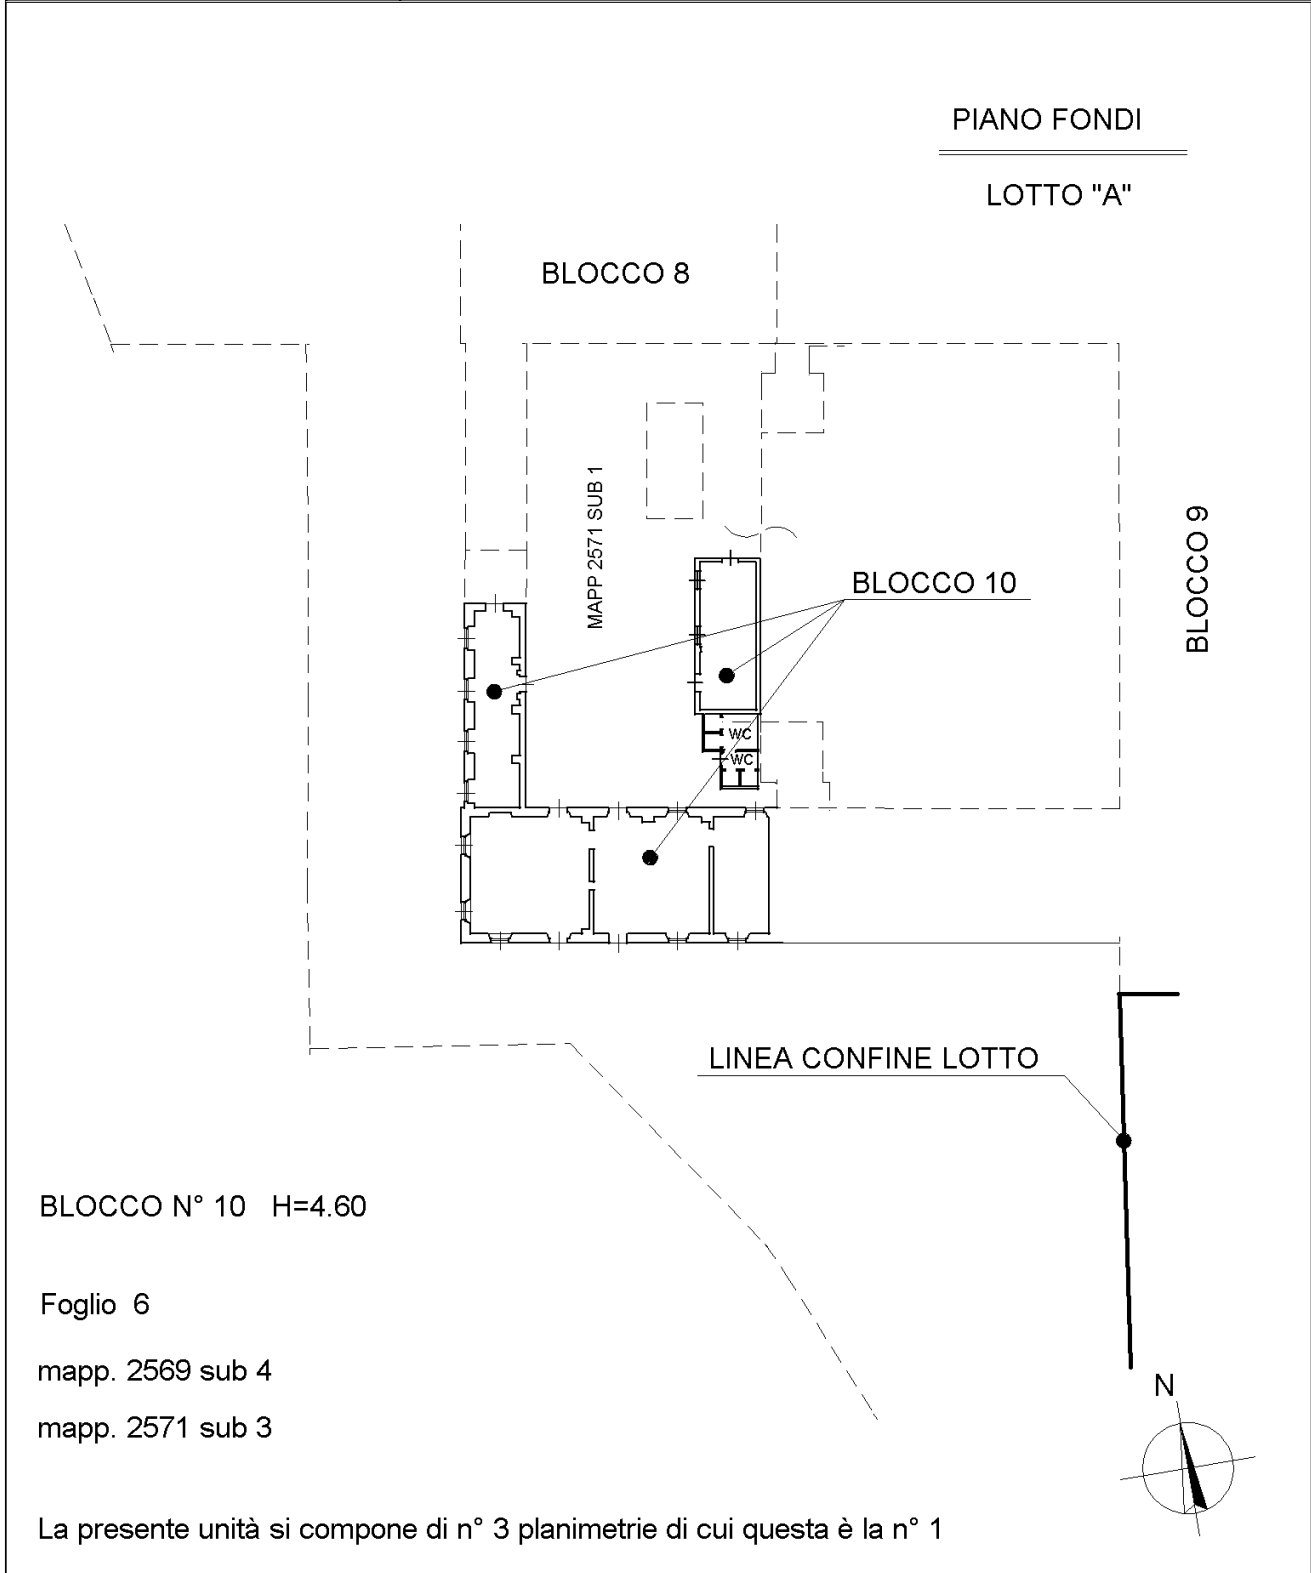 PIANO FONDI
LOTTO "A"
BLOCCO 8
MAPP 2571 SUB 1
BLOCCO 9
BLOCCO 10
WC
WC
LINEA CONFINE LOTTO
BLOCCO N° 10 H=4.60
Foglio 6
mapp. 2569 sub 4
N
mapp. 2571 sub 3
La presente unità si compone di n° 3 planimetrie di cui questa è la n° 1